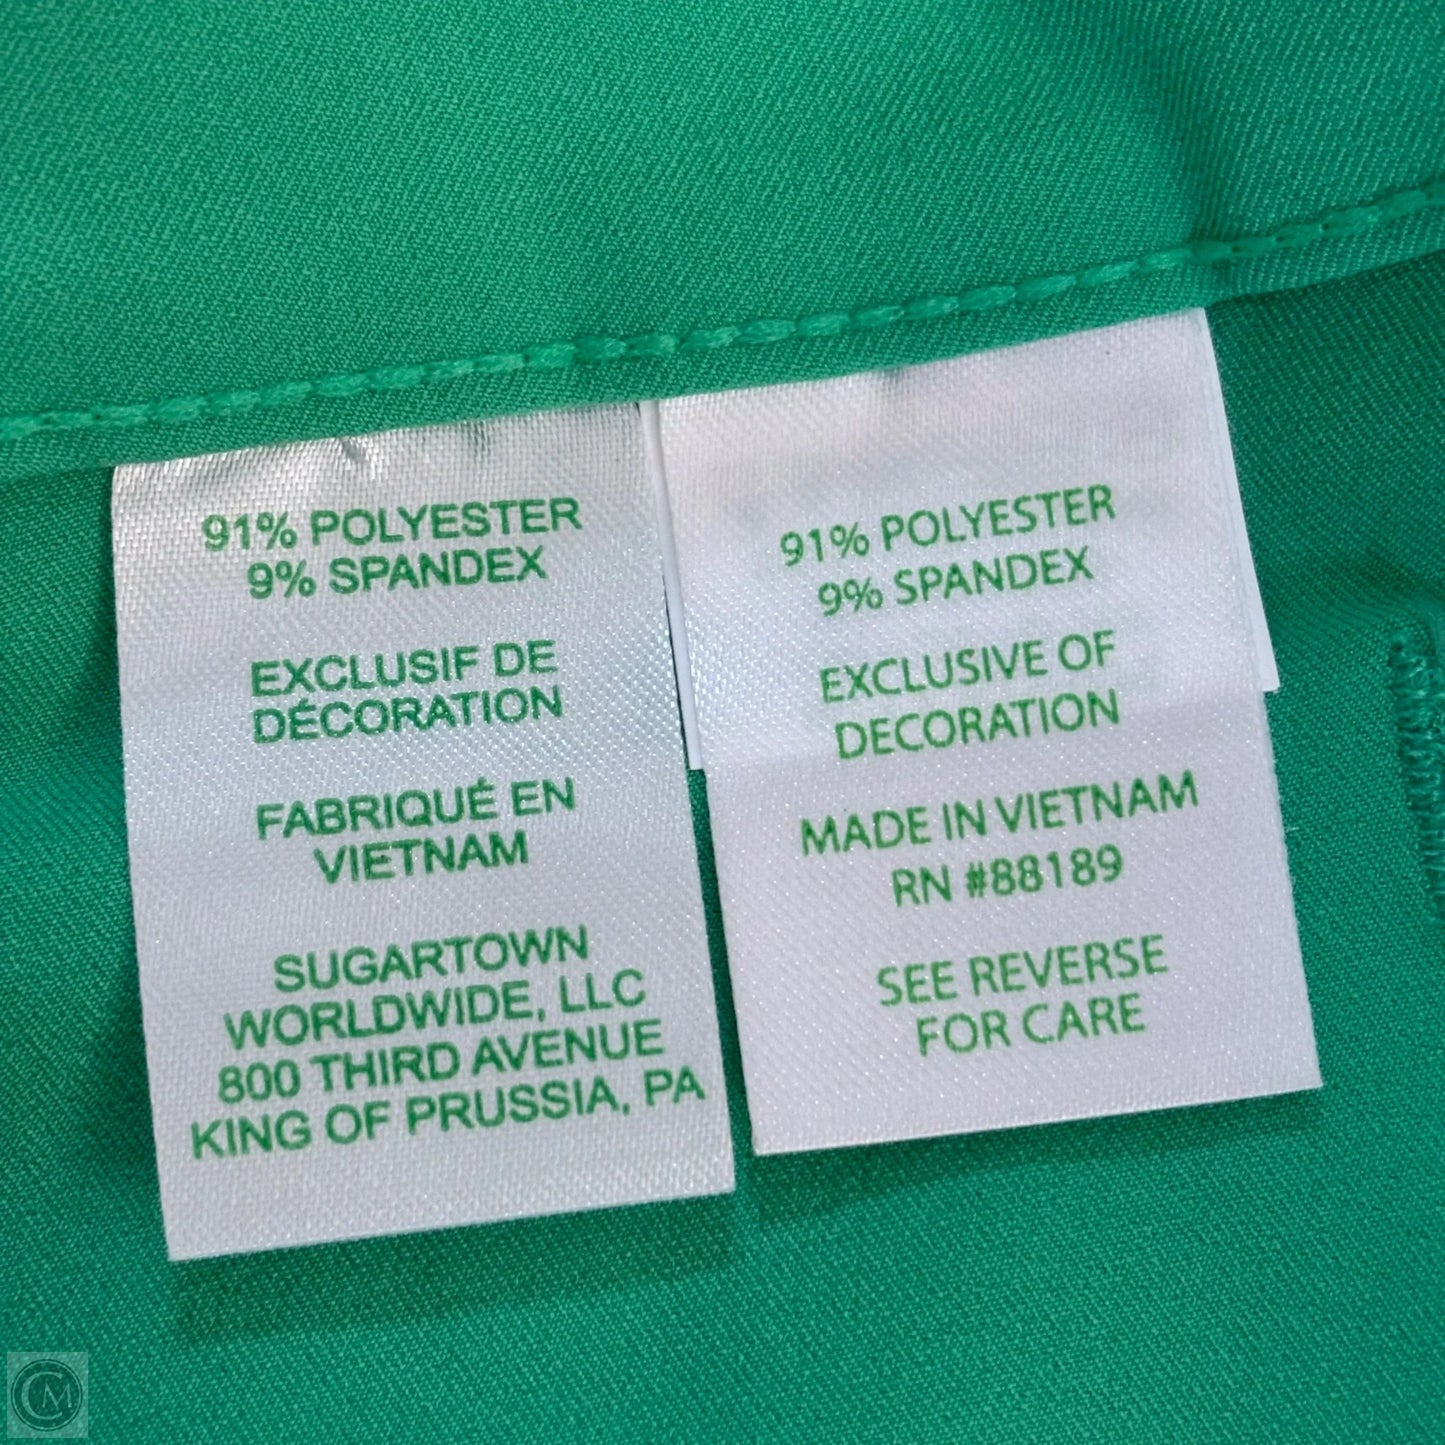 91% POLYESTER
9% SPANDEX
EXCLUSIF DE
DÉCORATION
FABRIQUÉ EN
VIETNAM
SUGARTOWN
WORLDWIDE, LLC
800 THIRD AVENUE
KING OF PRUSSIA, PA
91% POLYESTER
9% SPANDEX
EXCLUSIVE OF
DECORATION
MADE IN VIETNAM
RN #88189
SEE REVERSE
FOR CARE
CM